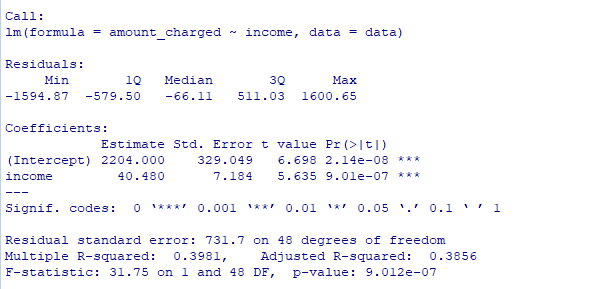 Call:
lm(formula = amount_charged ~ income, data = data)
Residuals:
Min 1Q Median 3Q Max
-1594.87 -579.50 -66.11 511.03 1600.65
Coefficients:
Estimate Std. Error t value Pr(>|t|)
(Intercept) 2204.000 329.049 6.698 2.14e-08 ***
income 40.480 7.184 5.635 9.01e-07 ***
---
Signif. codes: 0 ‘***’ 0.001 ‘**’ 0.01 ‘*’ 0.05 ‘.’ 0.1 ‘ ’ 1
Residual standard error: 731.7 on 48 degrees of freedom
Multiple R-squared: 0.3981, Adjusted R-squared: 0.3856
F-statistic: 31.75 on 1 and 48 DF, p-value: 9.012e-07